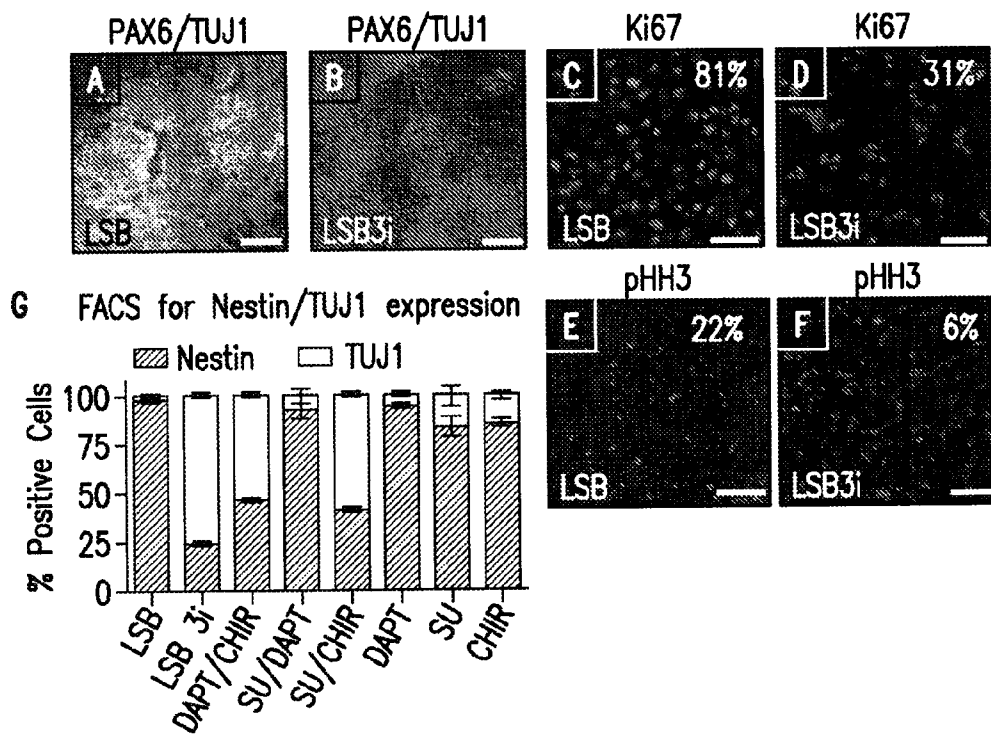 PAX6/TUJ1
A
LSB
PAX6/TUJ1
B
LSB3i
Ki67
C
81%
LSB
Ki67
D
31%
LSB3i
pHH3
E
22%
LSB
pHH3
F
6%
LSB3i
G FACS for Nestin/TUJ1 expression
Nestin TUJ1
% Positive Cells
100
75
50
25
0
LSB
LSB 3i
DAPT/CHIR
SU/DAPT
SU/CHIR
DAPT
SU
CHIR